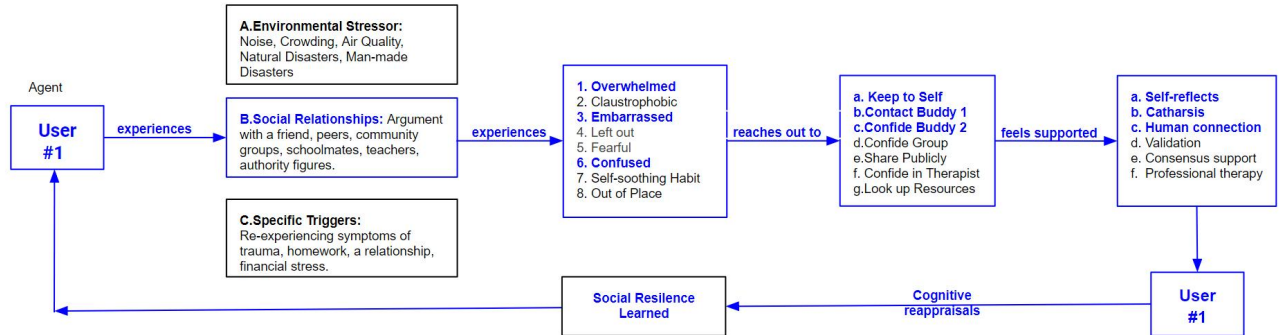 A.Environmental Stressor:
Noise, Crowding, Air Quality,
Natural Disasters, Man-made
Disasters
Agent
User
#1
experiences
B.Social Relationships: Argument
with a friend, peers, community
groups, schoolmates, teachers,
authority figures.
C.Specific Triggers:
Re-experiencing symptoms of
trauma, homework, a relationship,
financial stress.
experiences
1. Overwhelmed
2. Claustrophobic
3. Embarrassed
4. Left out
5. Fearful
6. Confused
7. Self-soothing Habit
8. Out of Place
reaches out to
a. Keep to Self
b.Contact Buddy 1
c.Confide Buddy 2
d.Confide Group
e.Share Publicly
f. Confide in Therapist
g.Look up Resources
feels supported
a. Self-reflects
b. Catharsis
c. Human connection
d. Validation
e. Consensus support
f. Professional therapy
User
#1
Cognitive
reappraisals
Social Resilence
Learned